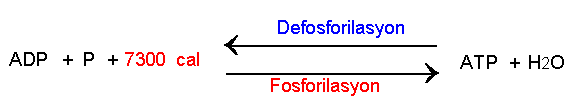 Defosforilasyon
ADP + P + 7300 cal
ATP + H2O
Fosforilasyon